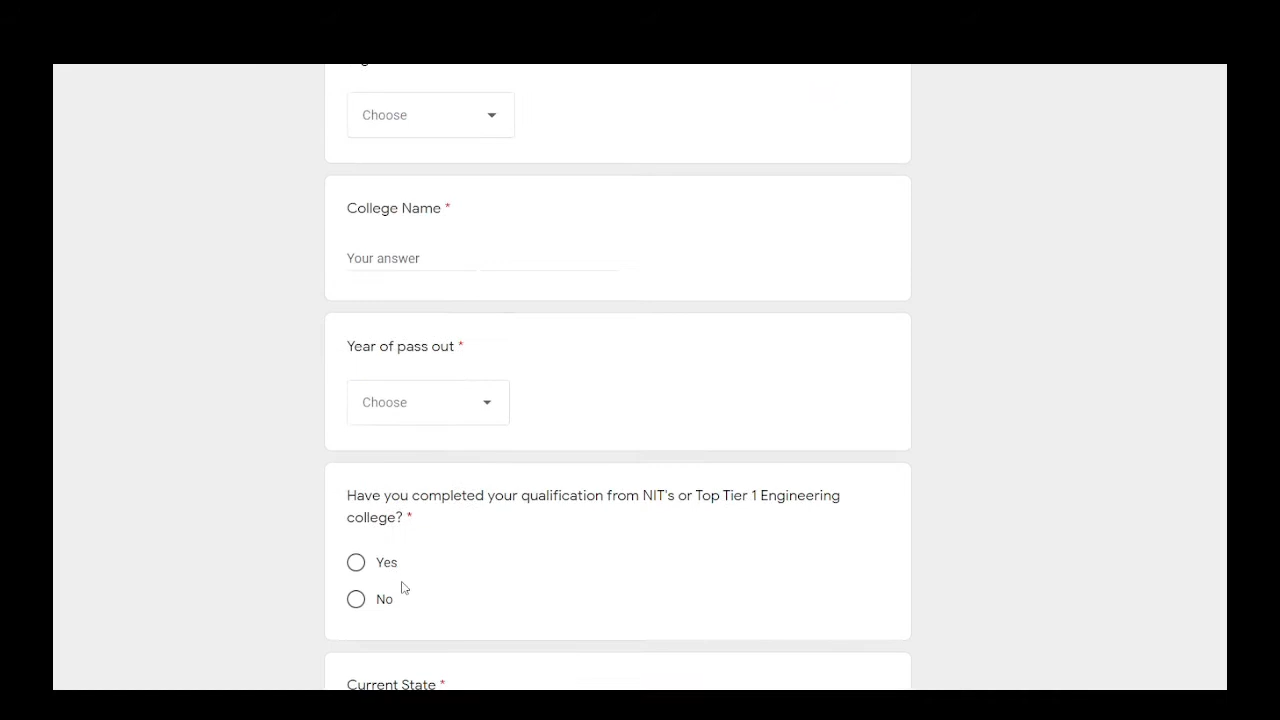 Choose
College Name *
Your answer
Year of pass out *
Choose
Have you completed your qualification from NIT's or Top Tier 1 Engineering
college? *
Yes
No
Current State *